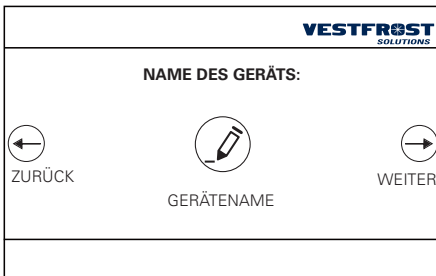 VESTFROST
SOLUTIONS
NAME DES GERÄTS:
ZURÜCK
GERÄTENAME
WEITER